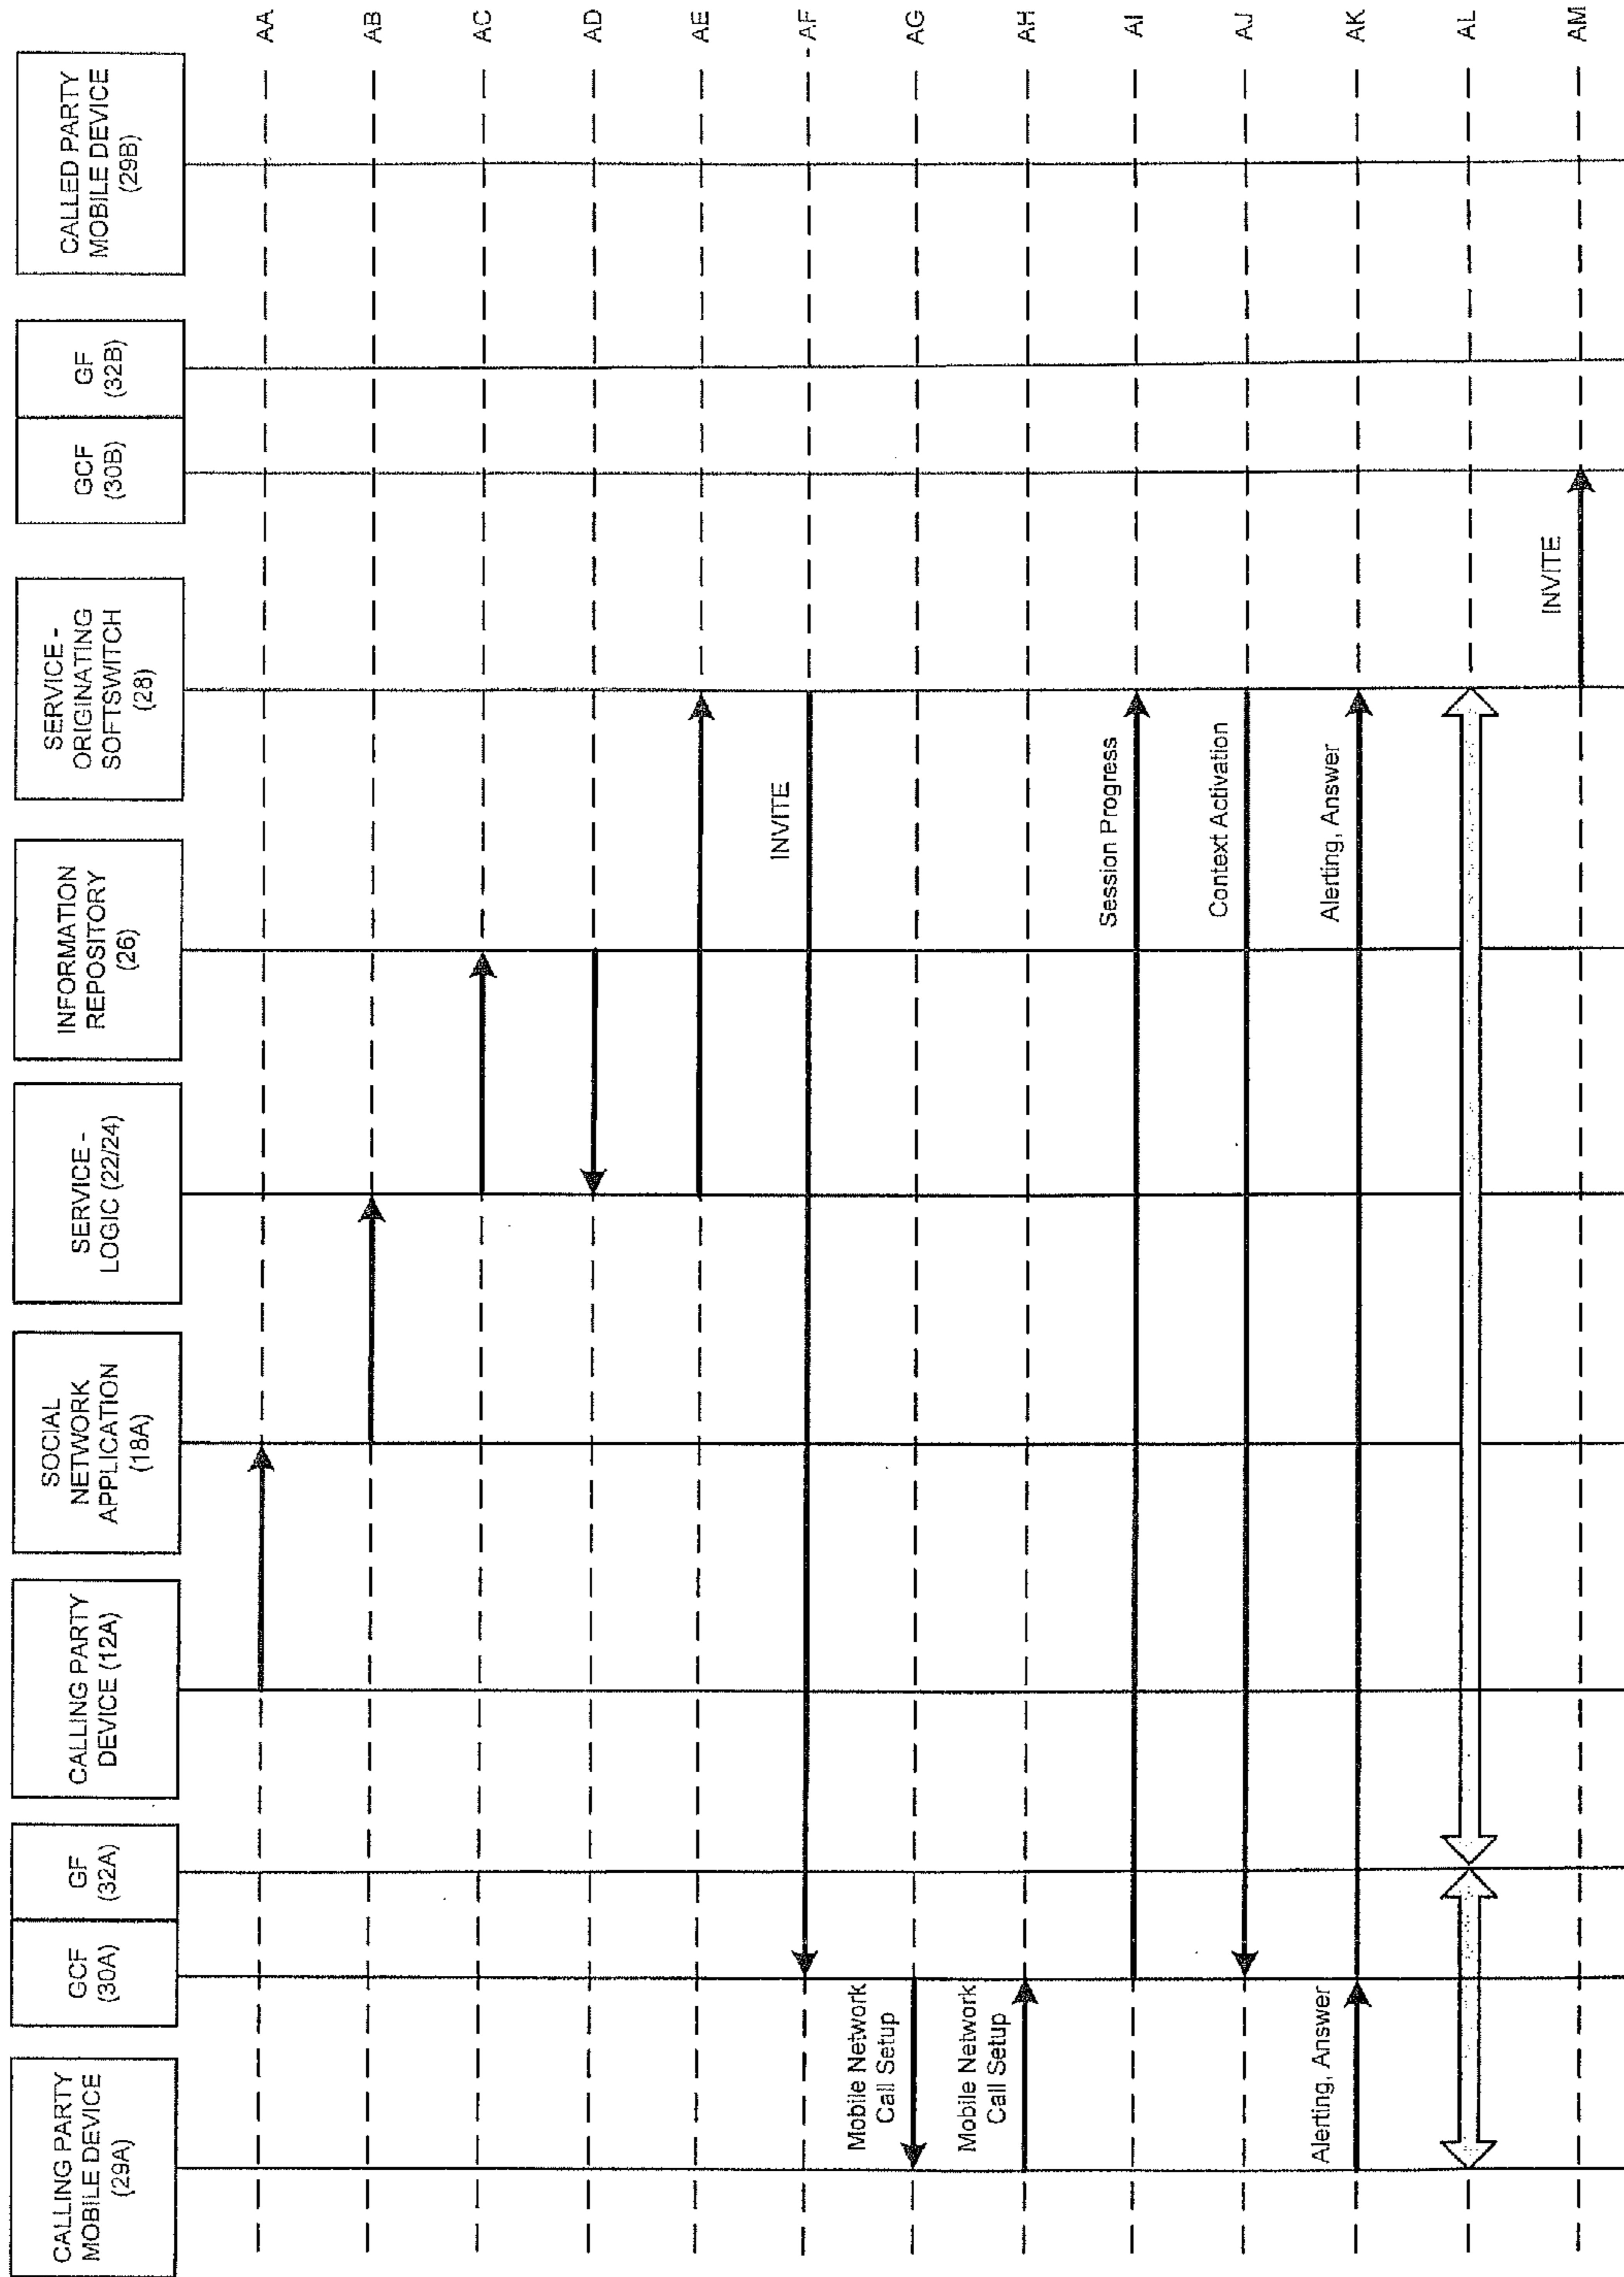 CALLING PARTY
MOBILE DEVICE
(29A)
GCF
(30A)
GF
(32A)
CALLING PARTY
DEVICE (12A)
SOCIAL
NETWORK
APPLICATION
(18A)
SERVICE -
LOGIC (22/24)
INFORMATION
REPOSITORY
(26)
SERVICE -
ORIGINATING
SOFTSWITCH
(28)
GCF
(30B)
GF
(32B)
CALLED PARTY
MOBILE DEVICE
(29B)
AA
AB
AC
AD
AE
INVITE
AF
Mobile Network
Call Setup
AG
Mobile Network
Call Setup
AH
Session Progress
AI
Context Activation
AJ
Alerting, Answer
Alerting, Answer
AK
AL
INVITE
AM